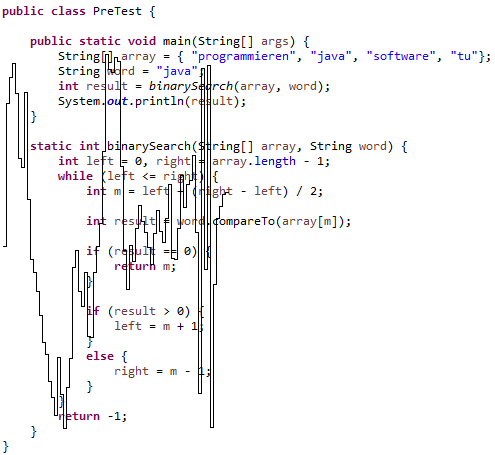 public class PreTest {
public static void main(String[] args) {
String[] array = { "programmieren", "java", "software", "tu"};
String word = "java";
int result = binarySearch(array, word);
System.out.println(result);
}
static int binarySearch(String[] array, String word) {
int left = 0, right = array.length - 1;
while (left <= right) {
int m = left + (right - left) / 2;
int result = word.compareTo(array[m]);
if (result == 0) {
return m;
}
if (result > 0) {
left = m + 1;
}
else {
right = m - 1;
}
}
return -1;
}
}